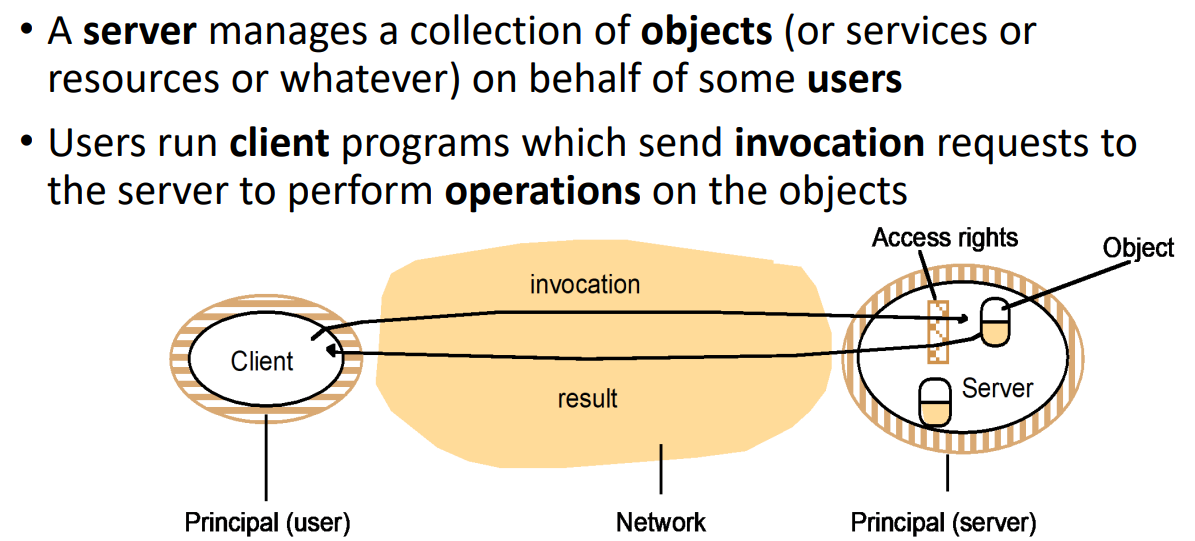 • A server manages a collection of objects (or services or
resources or whatever) on behalf of some users
• Users run client programs which send invocation requests to
the server to perform operations on the objects
Access rights
Object
invocation
Client
result
Server
Principal (user)
Network
Principal (server)